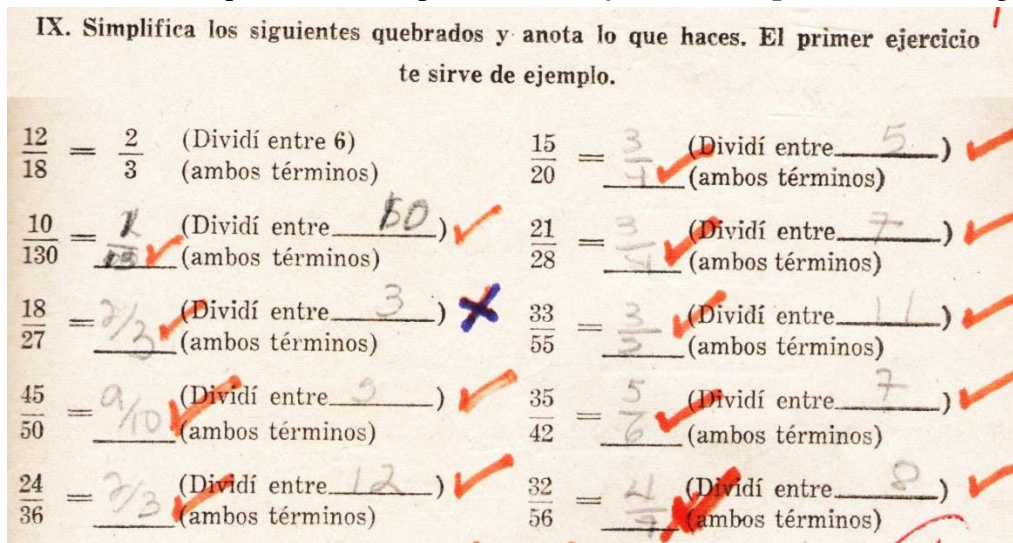 IX. Simplifica los siguientes quebrados y anota lo que haces. El primer ejercicio
te sirve de ejemplo.
12/18 = 2/3 (Dividí entre 6)
(ambos términos)
10/130 = 1/13 (Dividí entre 10)
(ambos términos)
18/27 = 2/3 (Dividí entre 3)
(ambos términos)
45/50 = 9/10 (Dividí entre)
(ambos términos)
24/36 = 2/3 (Dividí entre 12)
(ambos términos)
15/20 = 3/4 (Dividí entre 5)
(ambos términos)
21/28 = 3/4 (Dividí entre 7)
(ambos términos)
33/55 = 3/5 (Dividí entre 11)
(ambos términos)
35/42 = 5/6 (Dividí entre 7)
(ambos términos)
32/56 = 4/7 (Dividí entre 8)
(ambos términos)